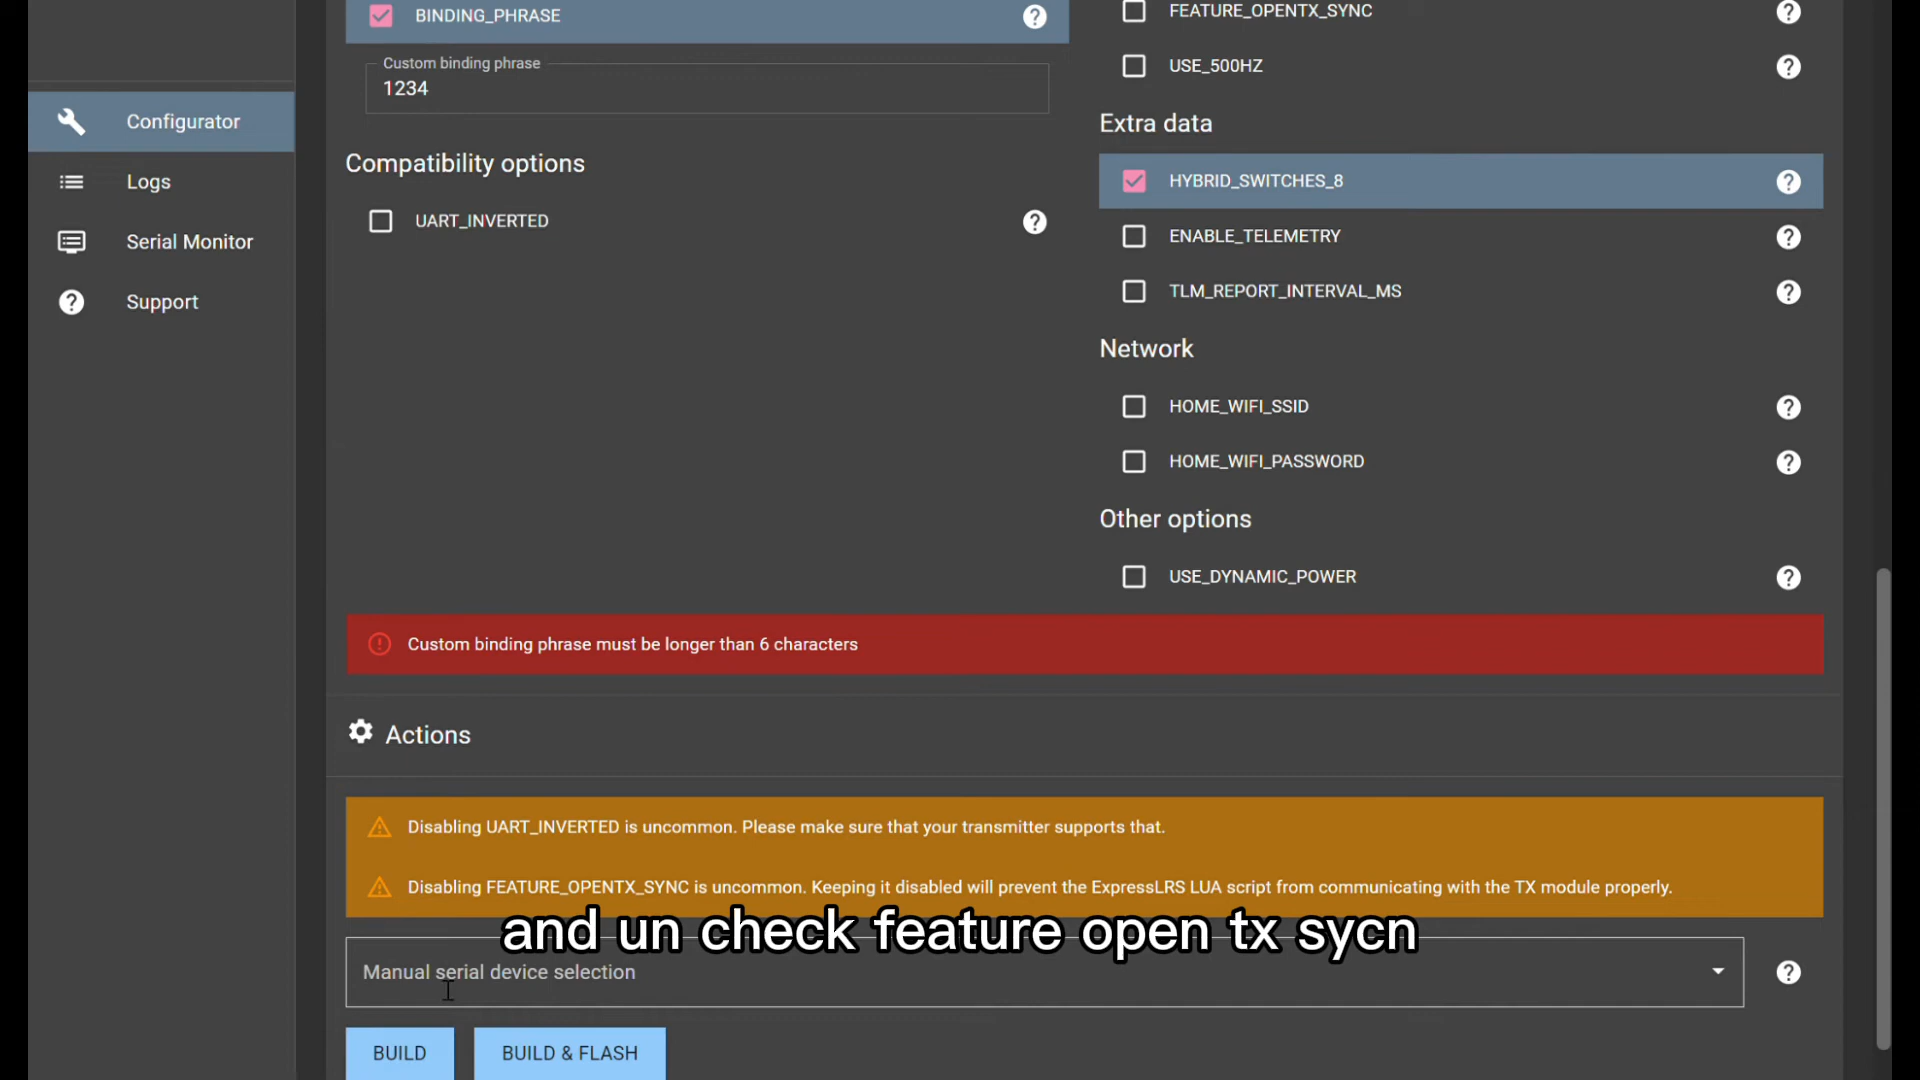 Configurator
Logs
Serial Monitor
Support
BINDING_PHRASE
Custom binding phrase
1234
Compatibility options
UART_INVERTED
FEATURE_OPENTX_SYNC
USE_500HZ
Extra data
HYBRID_SWITCHES_8
ENABLE_TELEMETRY
TLM_REPORT_INTERVAL_MS
Network
HOME_WIFI_SSID
HOME_WIFI_PASSWORD
Other options
USE_DYNAMIC_POWER
Custom binding phrase must be longer than 6 characters
Actions
Disabling UART_INVERTED is uncommon. Please make sure that your transmitter supports that.
Disabling FEATURE_OPENTX_SYNC is uncommon. Keeping it disabled will prevent the ExpressLRS LUA script from communicating with the TX module properly.
and un check feature open tx sycn
Manual serial device selection
BUILD
BUILD & FLASH